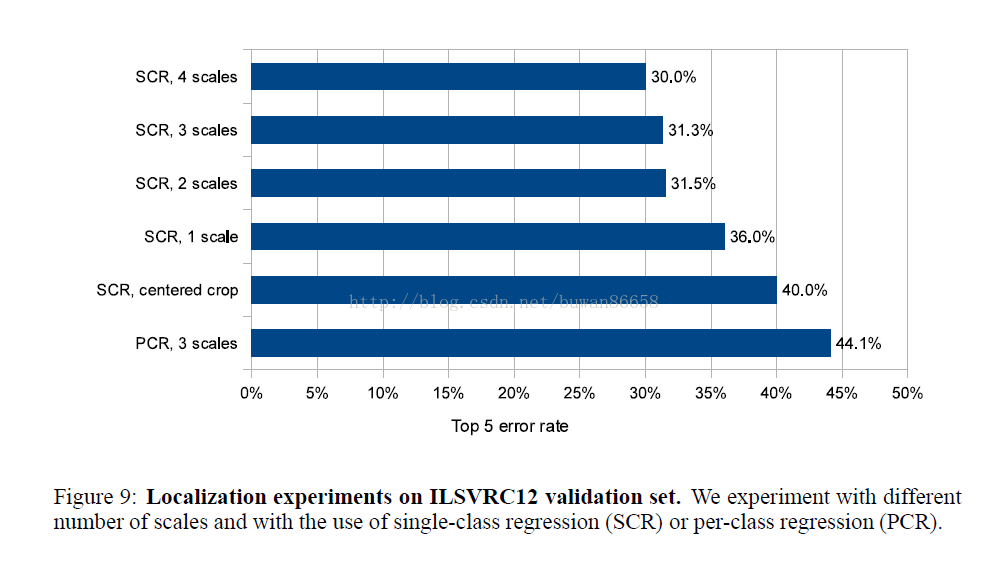 SCR, 4 scales
30.0%
SCR, 3 scales
31.3%
SCR, 2 scales
31.5%
SCR, 1 scale
36.0%
SCR, centered crop
40.0%
http://blog.csdn.net/buwan86658
PCR, 3 scales
44.1%
0% 5% 10% 15% 20% 25% 30% 35% 40% 45% 50%
Top 5 error rate
Figure 9: Localization experiments on ILSVRC12 validation set. We experiment with different
number of scales and with the use of single-class regression (SCR) or per-class regression (PCR).